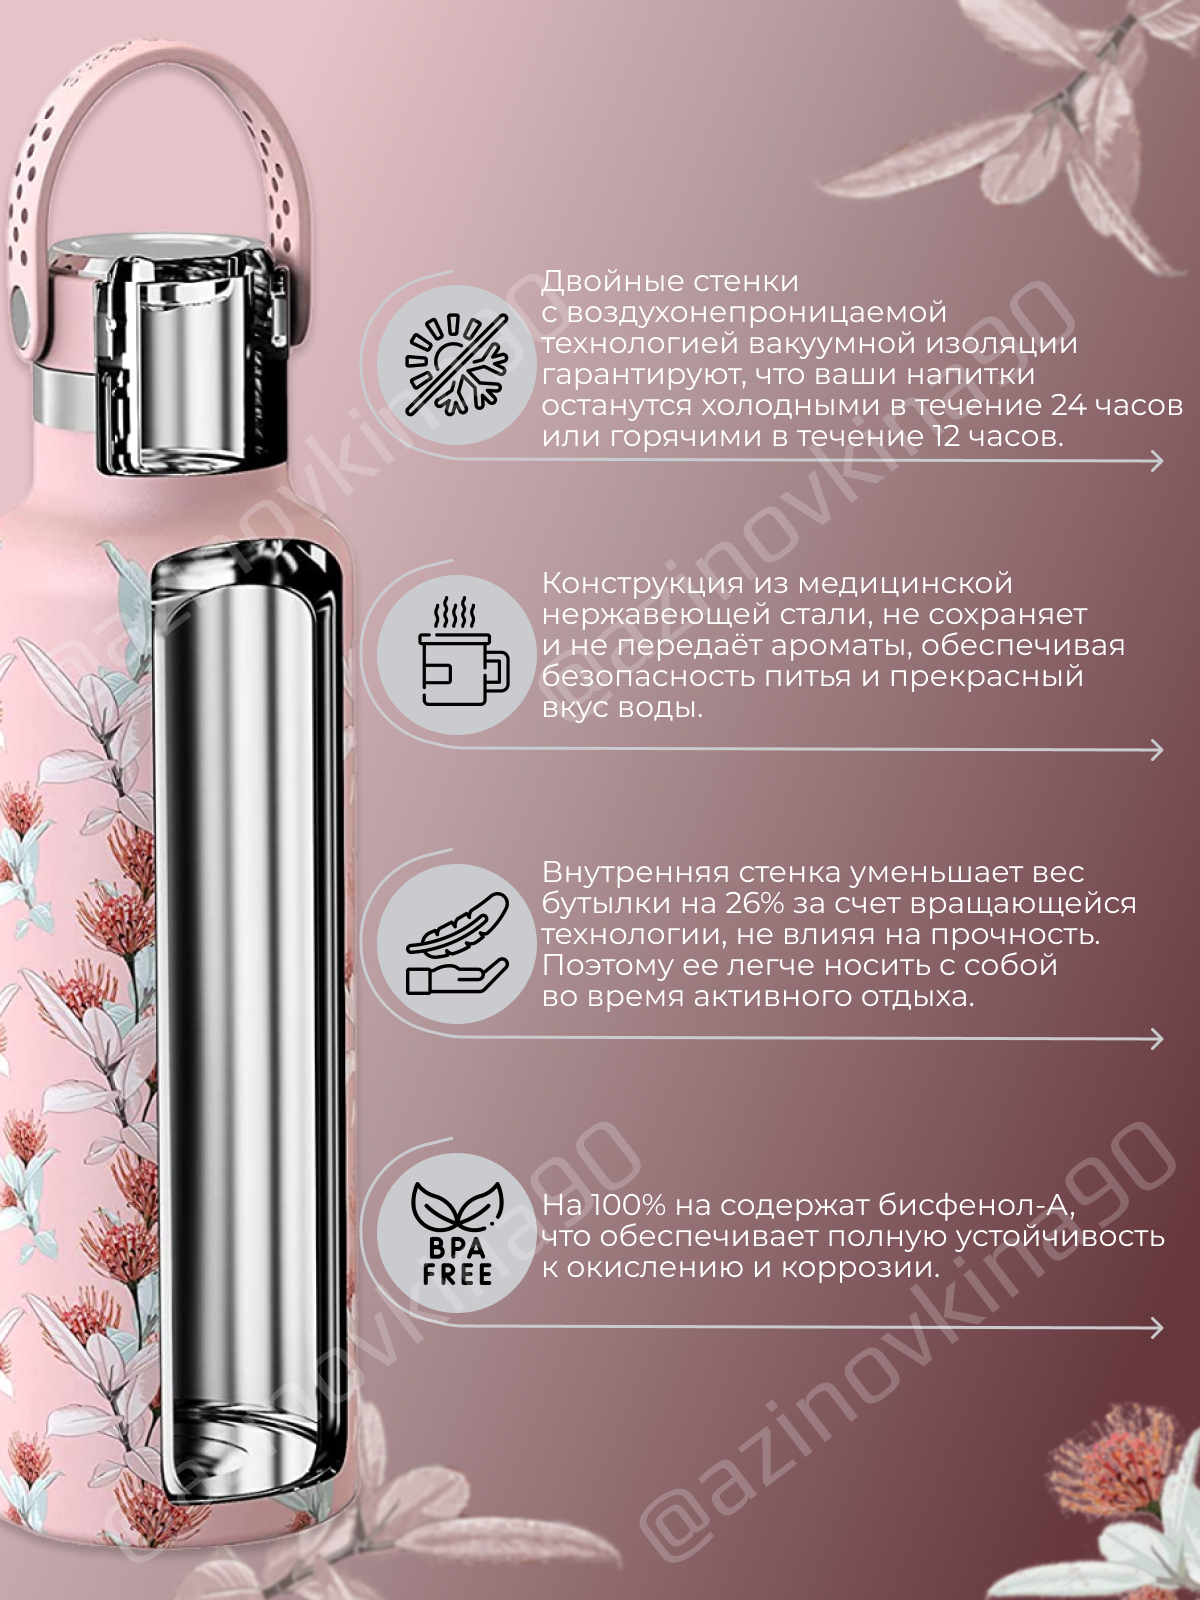 Двойные стенки
с воздухонепроницаемой
технологией вакуумной изоляции
гарантируют, что ваши напитки
останутся холодными в течение 24 часов
или горячими в течение 12 часов.
Конструкция из медицинской
нержавеющей стали, не сохраняет
и не передаёт ароматы, обеспечивая
безопасность питья и прекрасный
вкус воды.
Внутренняя стенка уменьшает вес
бутылки на 26% за счет вращающейся
технологии, не влияя на прочность.
Поэтому ее легче носить с собой
во время активного отдыха.
BPA
FREE
На 100% на содержат бисфенол-А,
что обеспечивает полную устойчивость
к окислению и коррозии.
@azinovkina90
@azinovkina90
@azinovkina90
@azinovkina90